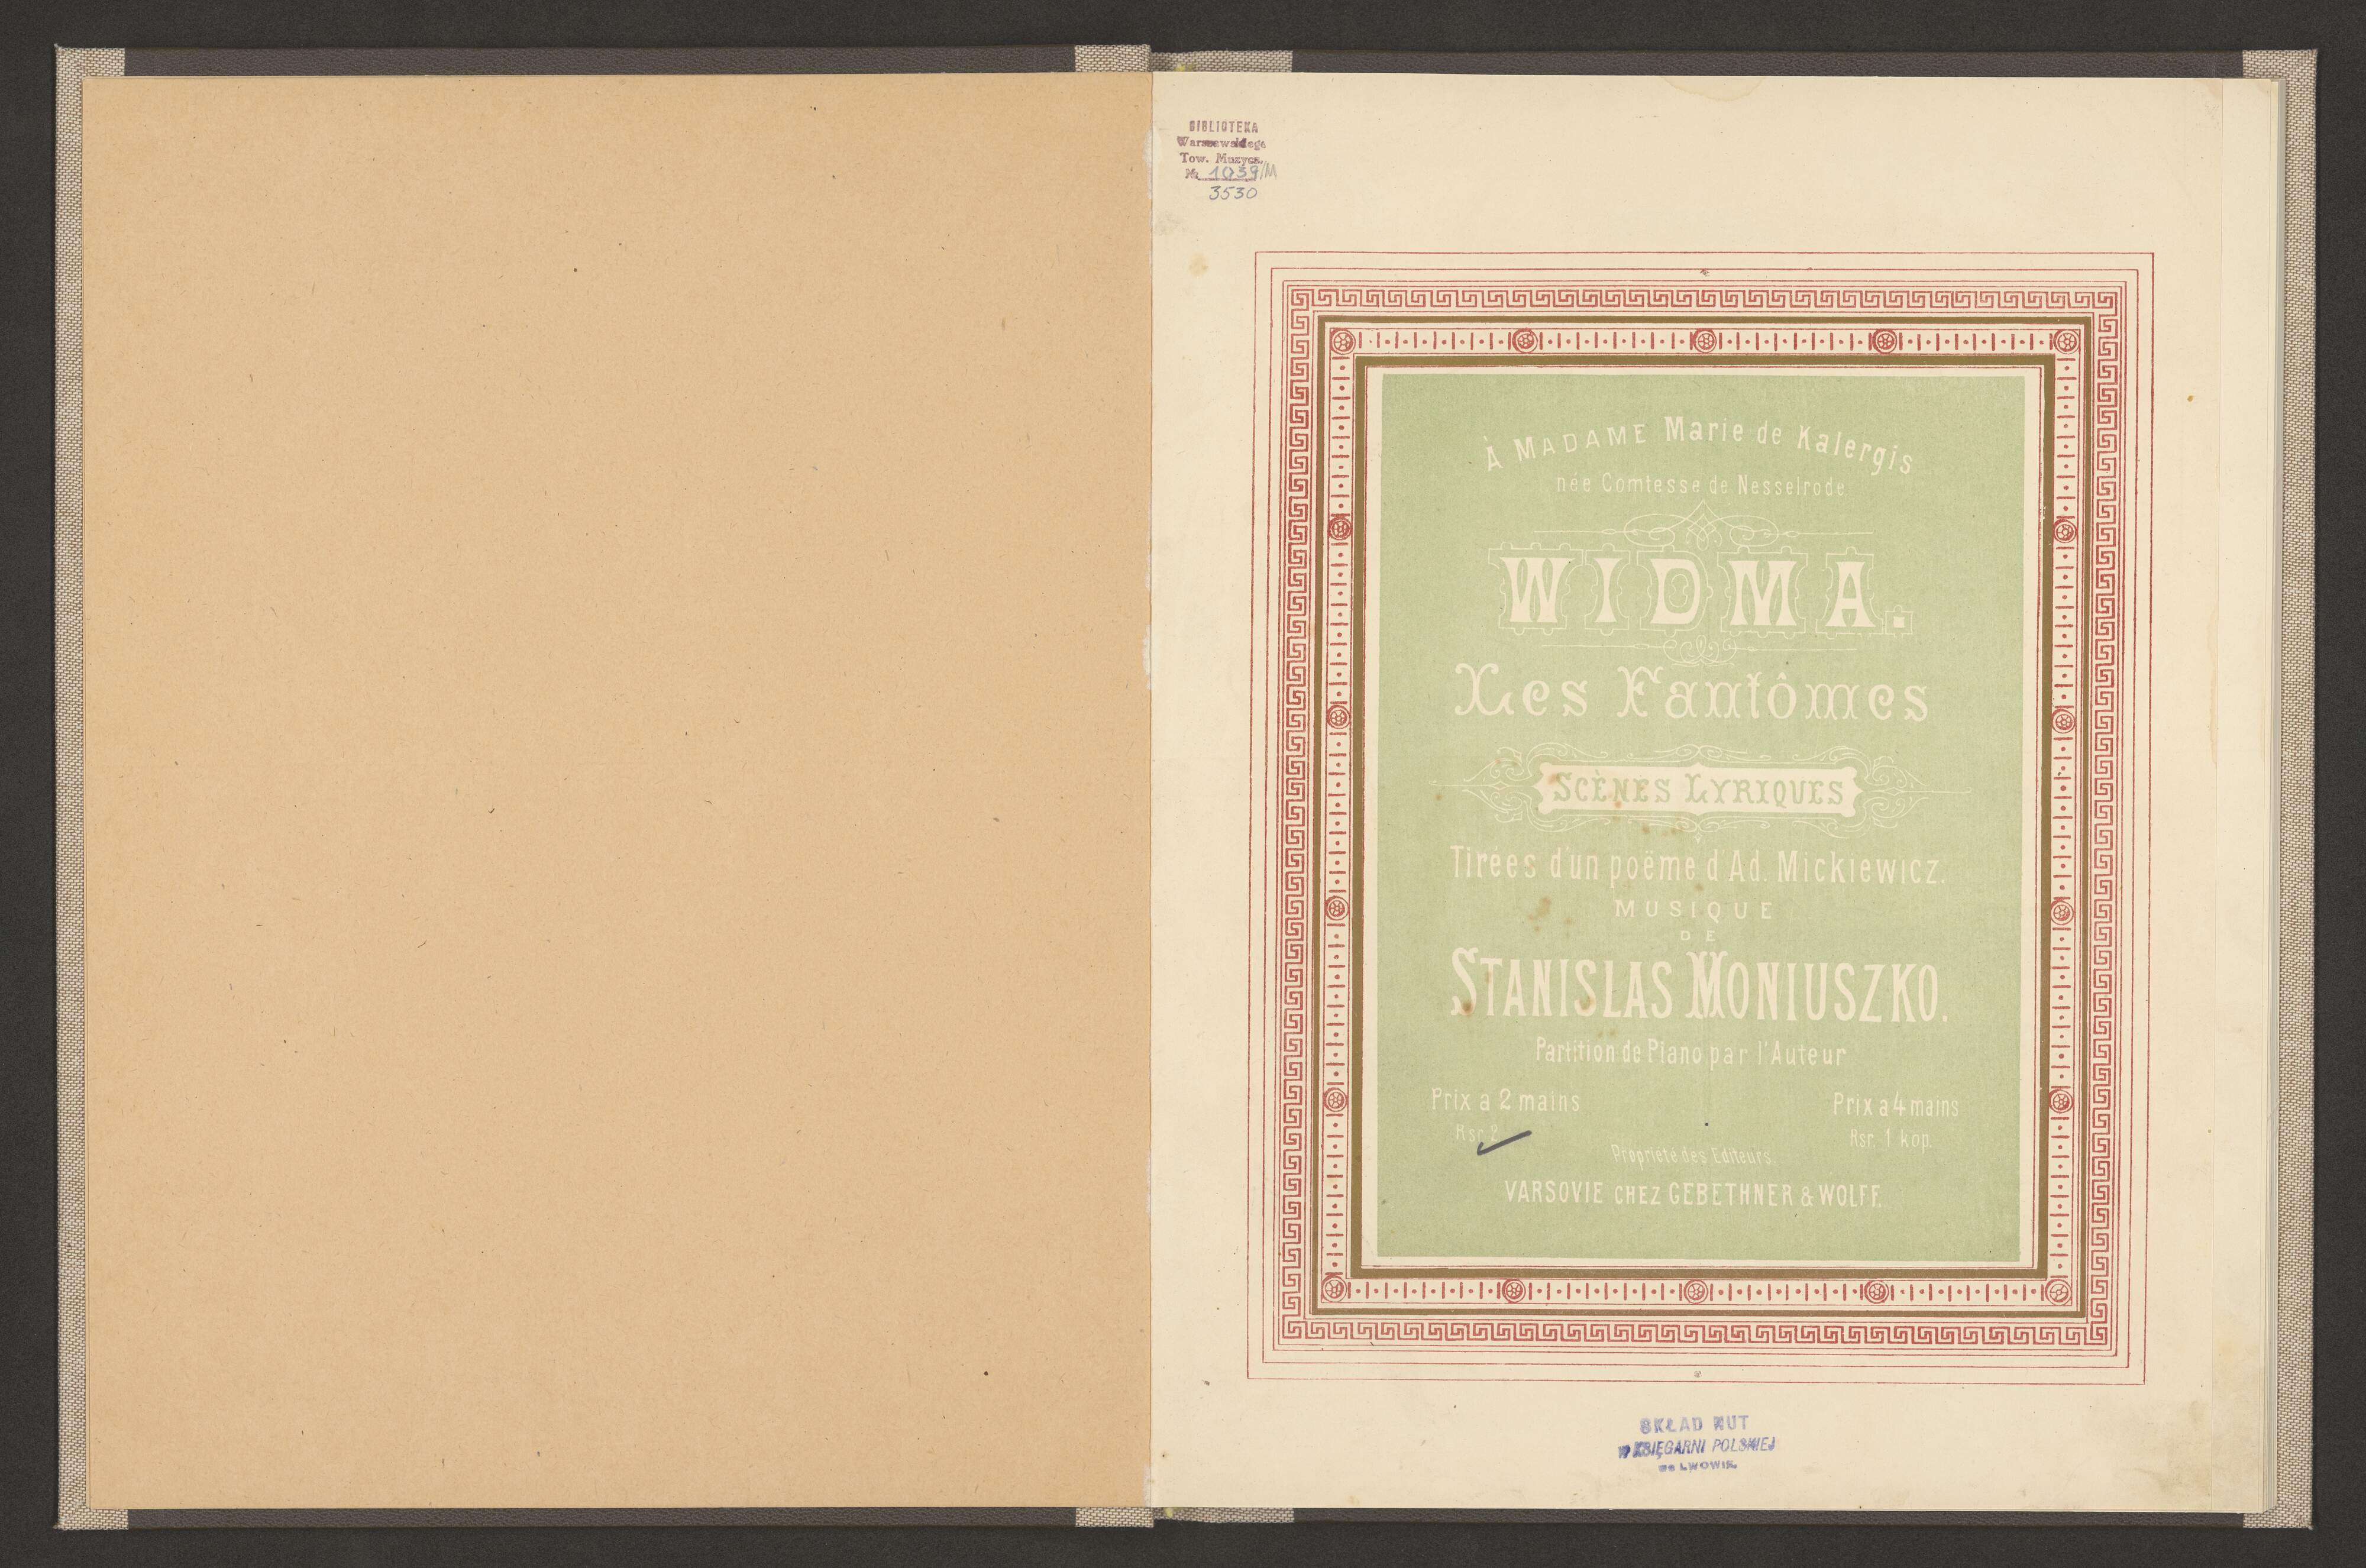 BIBLIOTEKA
Warszawskiego
Tow. Muzycz.
№ 1039/M
3530
À MADAME Marie de Kalergis
née Comtesse de Nesselrode
WIDMA.
Les Fantômes
SCÈNES LYRIQUES
Tirées d'un poëme d'Ad. Mickiewicz.
MUSIQUE
DE
STANISLAS MONIUSZKO.
Partition de Piano par l'Auteur
Prix a 2 mains
Prix a 4 mains
Rsr. 2
Rsr. 1 kop.
Propriété des Editeurs.
VARSOVIE CHEZ GEBETHNER & WOLFF.
SKŁAD NUT
w KSIĘGARNI POLSKIEJ
we LWOWIE.